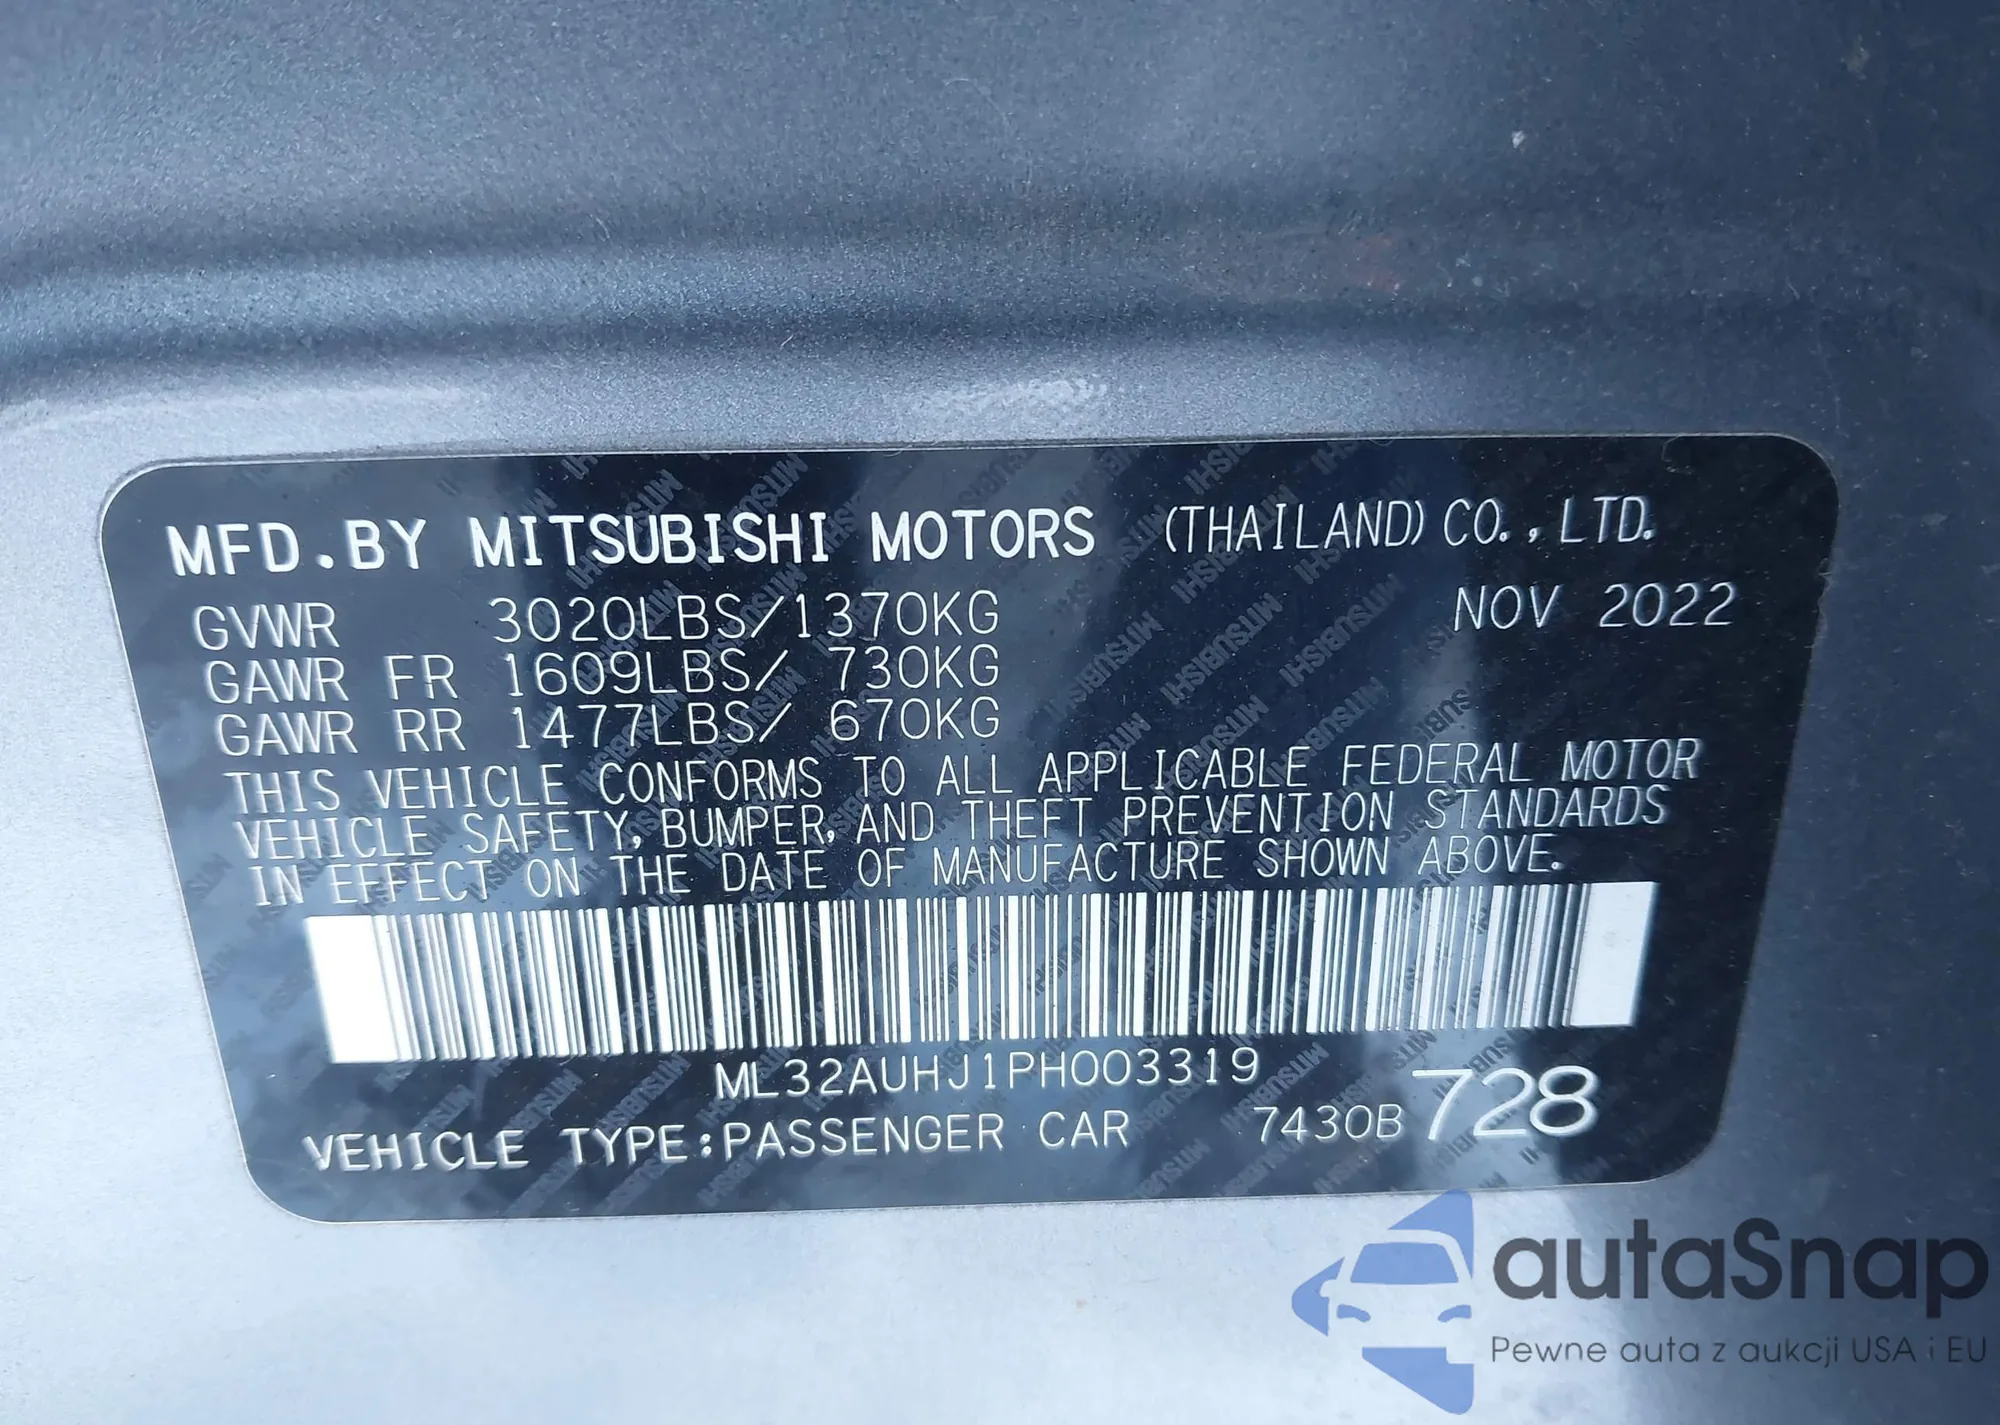 MFD.BY MITSUBISHI MOTORS (THAILAND) CO., LTD.
GVWR 3020LBS/1370KG NOV 2022
GAWR FR 1609LBS/ 730KG
GAWR RR 1477LBS/ 670KG
THIS VEHICLE CONFORMS TO ALL APPLICABLE FEDERAL MOTOR
VEHICLE SAFETY, BUMPER, AND THEFT PREVENTION STANDARDS
IN EFFECT ON THE DATE OF MANUFACTURE SHOWN ABOVE.
ML32AUHJ1PH003319
VEHICLE TYPE:PASSENGER CAR 7430B 728
autaSnap
Pewne auta z aukcji USA i EU